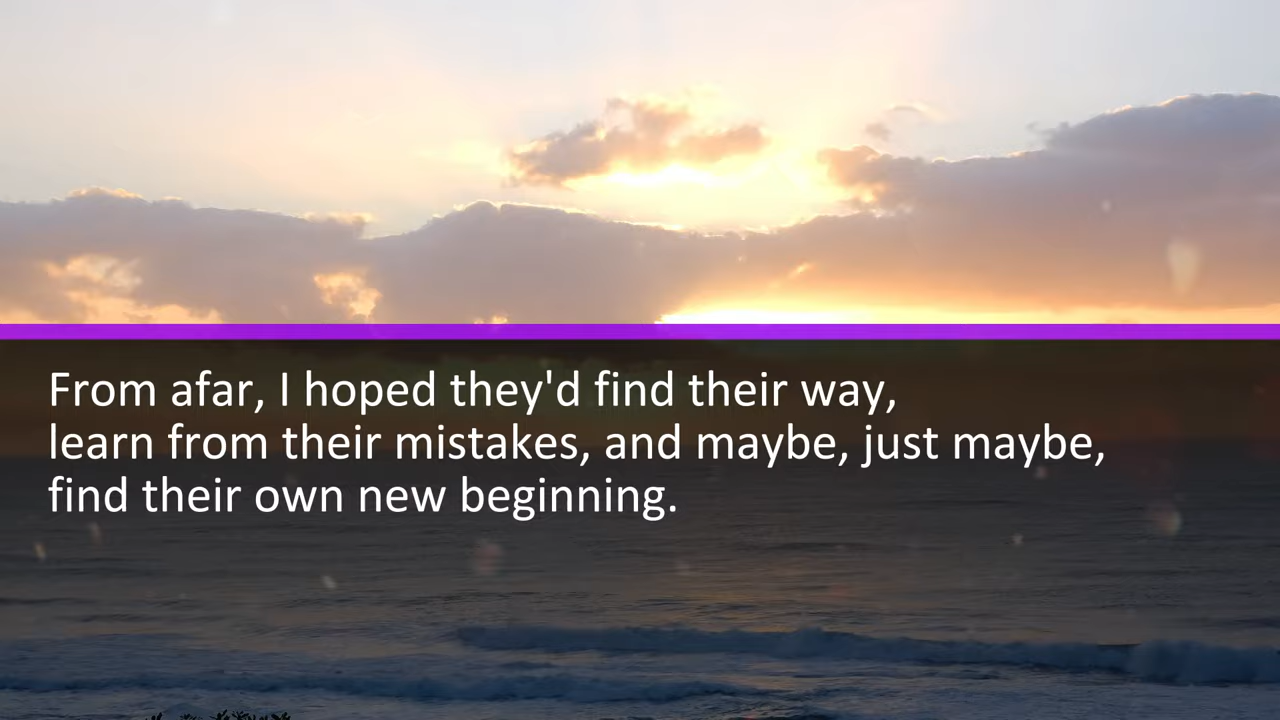 From afar, I hoped they'd find their way,
learn from their mistakes, and maybe, just maybe,
find their own new beginning.